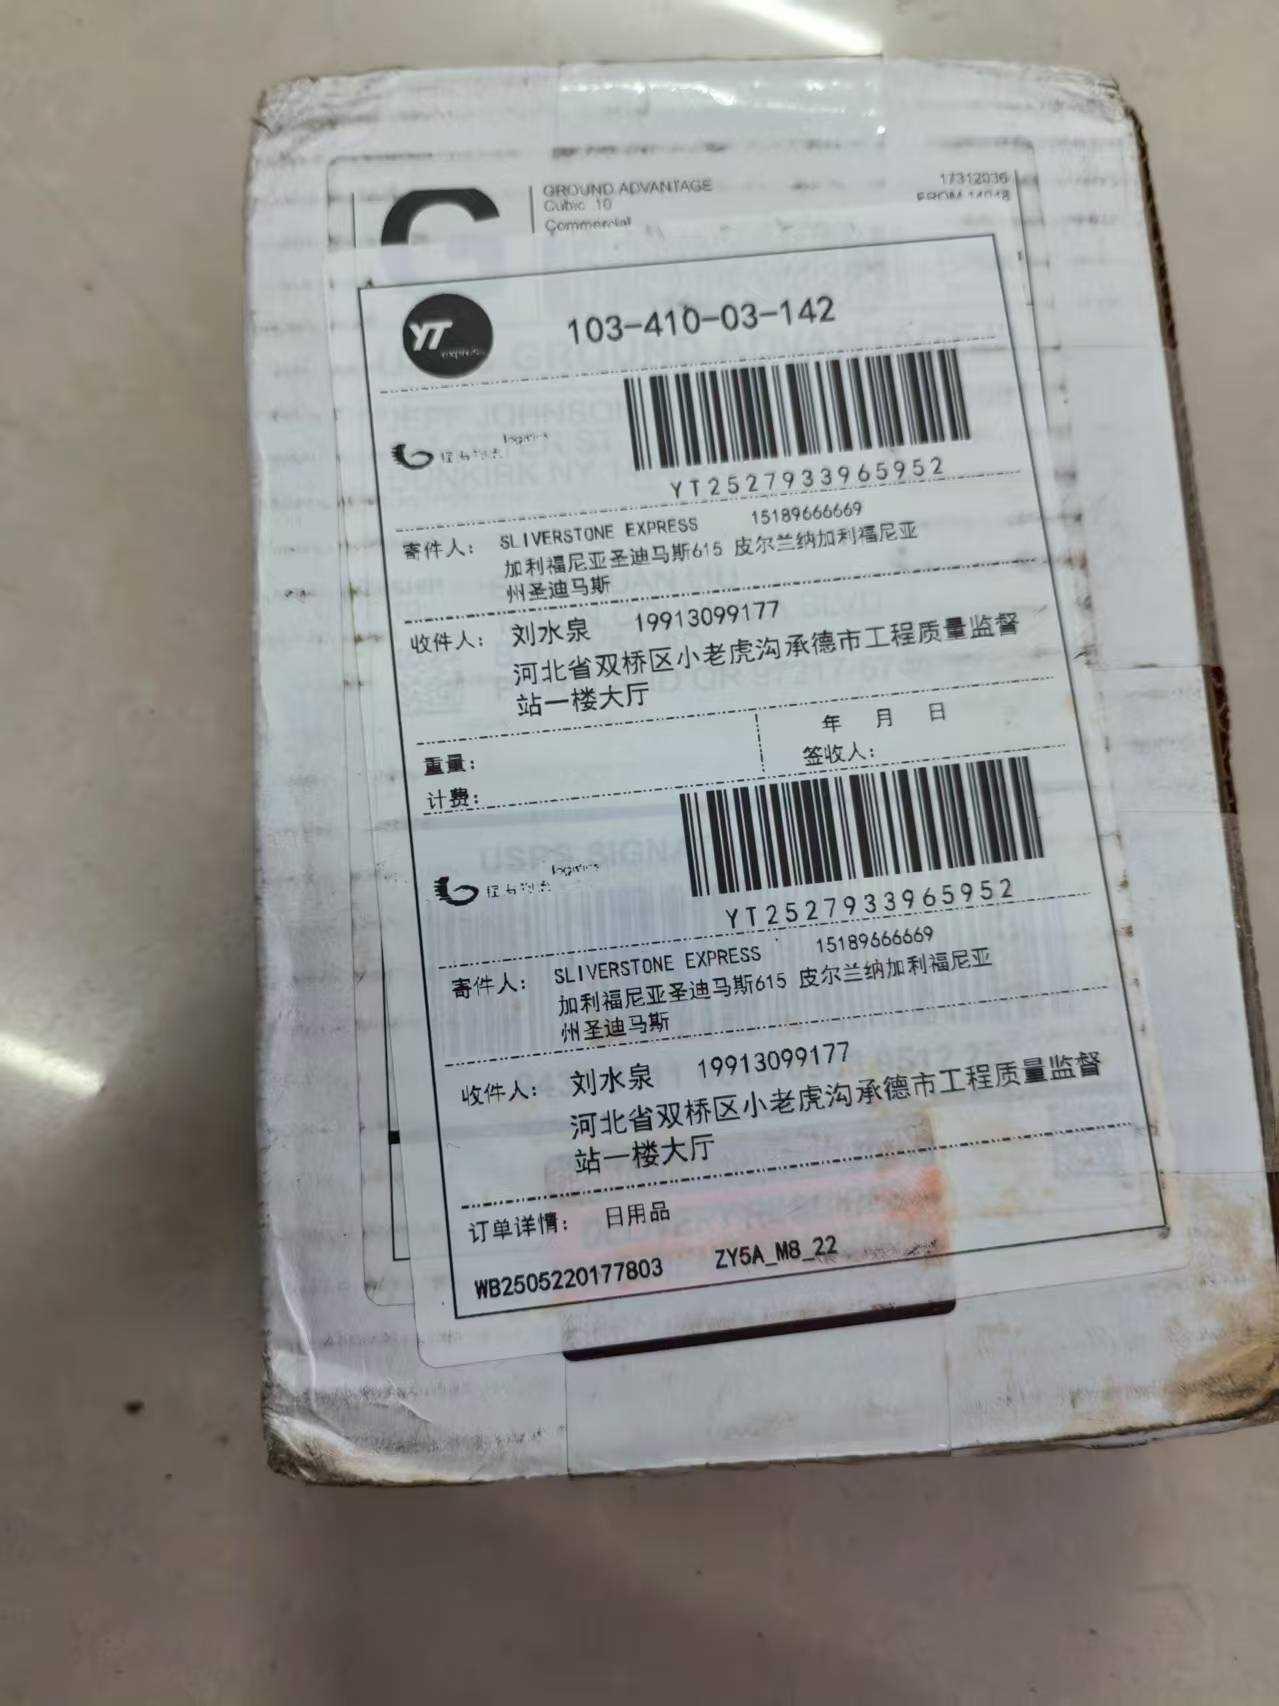 GROUND ADVANTAGE
Cubic .10
Commercial
17312036
FROM 14048
YT
express
103-410-03-142
logistics
YT2527933965952
寄件人: SLIVERSTONE EXPRESS 15189666669
加利福尼亚圣迪马斯615 皮尔兰纳加利福尼亚
州圣迪马斯
收件人: 刘水泉 19913099177
河北省双桥区小老虎沟承德市工程质量监督
站一楼大厅
重量:
计费:
年 月 日
签收人:
USPS SIGNA
logistics
YT2527933965952
寄件人: SLIVERSTONE EXPRESS 15189666669
加利福尼亚圣迪马斯615 皮尔兰纳加利福尼亚
州圣迪马斯
收件人: 刘水泉 19913099177
河北省双桥区小老虎沟承德市工程质量监督
站一楼大厅
订单详情: 日用品
WB2505220177803 ZY5A_M8_22